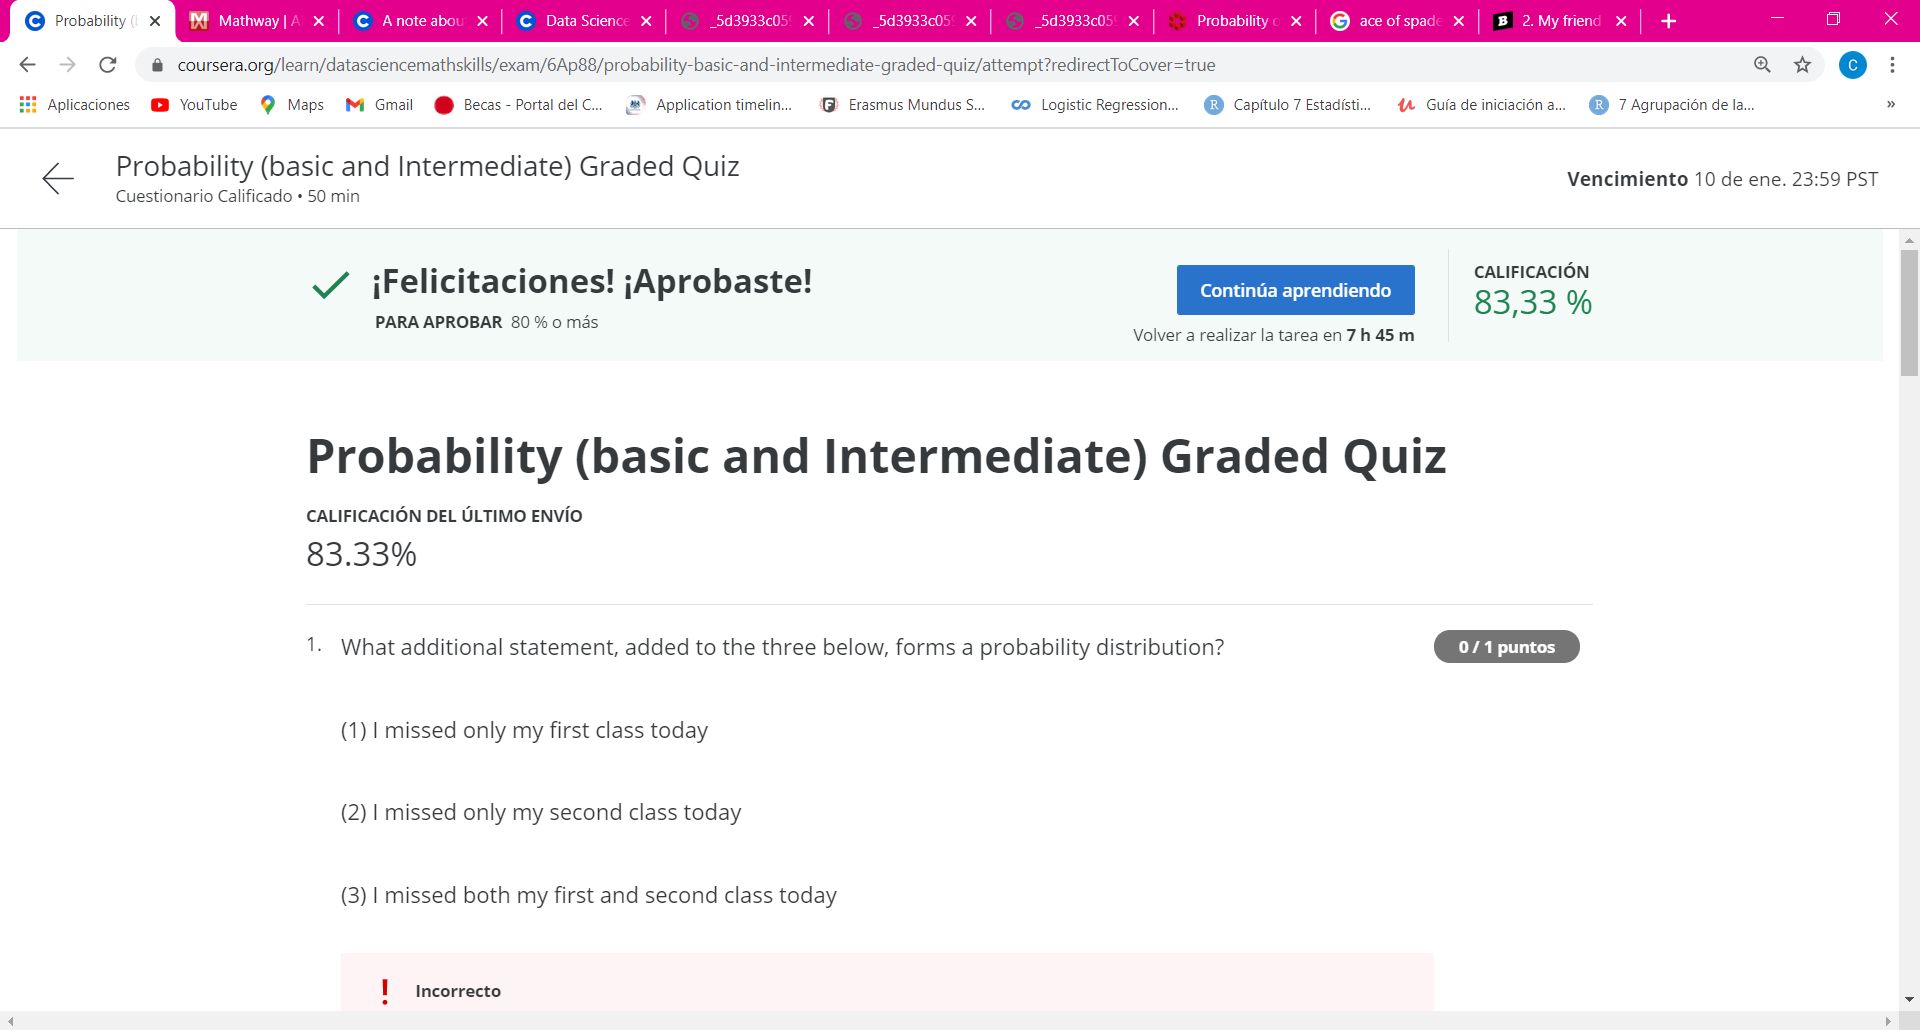 Probability (
Mathway | A
A note abou
Data Science
_5d3933c05
_5d3933c05
_5d3933c05
Probability
ace of spade
2. My friend
coursera.org/learn/datasciencemathskills/exam/6Ap88/probability-basic-and-intermediate-graded-quiz/attempt?redirectToCover=true
C
Aplicaciones
YouTube
Maps
Gmail
Becas - Portal del C...
Application timelin...
Erasmus Mundus S...
Logistic Regression...
Capítulo 7 Estadísti...
Guía de iniciación a...
7 Agrupación de la...
»
Probability (basic and Intermediate) Graded Quiz
Cuestionario Calificado • 50 min
Vencimiento 10 de ene. 23:59 PST
¡Felicitaciones! ¡Aprobaste!
PARA APROBAR 80 % o más
Continúa aprendiendo
Volver a realizar la tarea en 7 h 45 m
CALIFICACIÓN
83,33 %
Probability (basic and Intermediate) Graded Quiz
CALIFICACIÓN DEL ÚLTIMO ENVÍO
83.33%
1. What additional statement, added to the three below, forms a probability distribution?
0 / 1 puntos
(1) I missed only my first class today
(2) I missed only my second class today
(3) I missed both my first and second class today
! Incorrecto